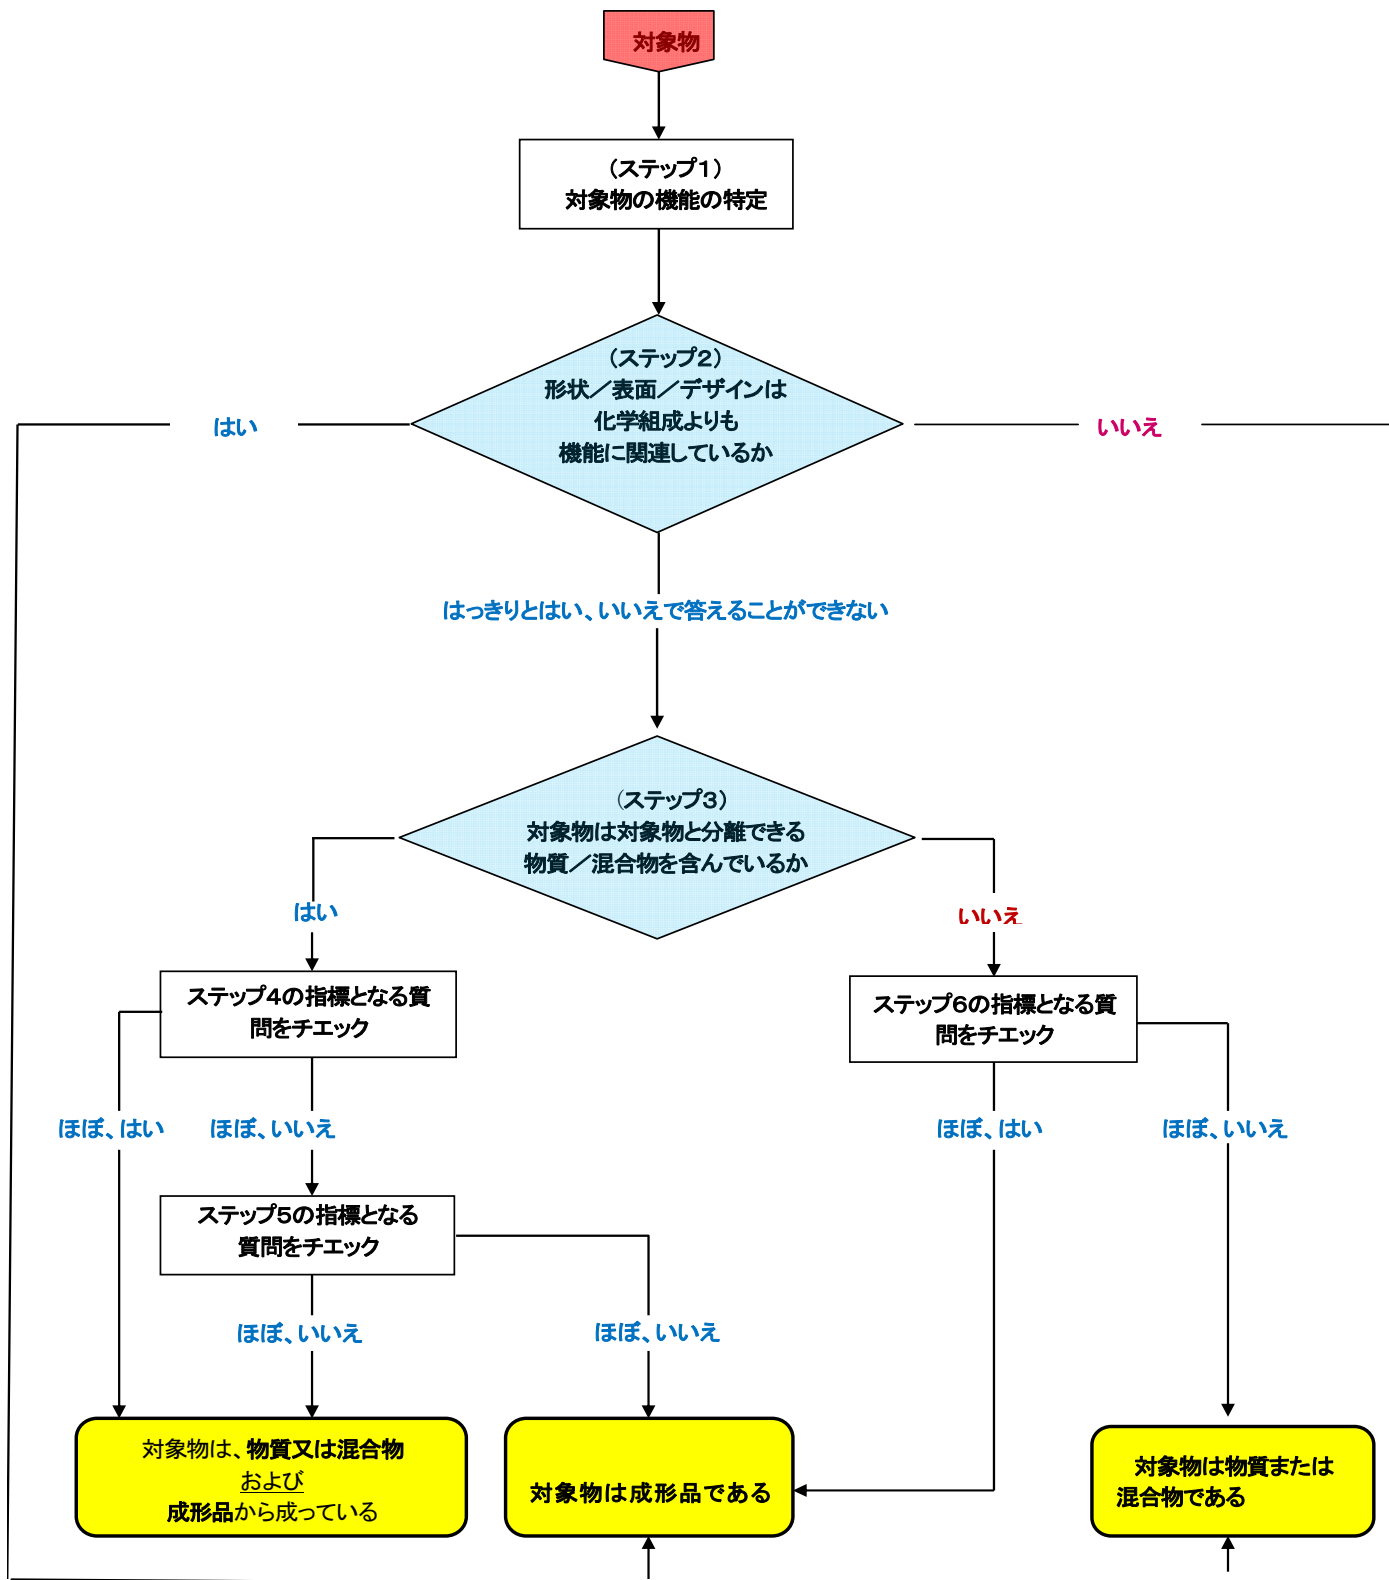 対象物
（ステップ１）
対象物の機能の特定
（ステップ２）
形状／表面／デザインは
化学組成よりも
機能に関連しているか
はい
いいえ
はっきりとはい、いいえで答えることができない
（ステップ３）
対象物は対象物と分離できる
物質／混合物を含んでいるか
はい
いいえ
ステップ４の指標となる質
問をチエック
ステップ６の指標となる質
問をチエック
ほぼ、はい
ほぼ、いいえ
ほぼ、はい
ほぼ、いいえ
ステップ５の指標となる
質問をチエック
ほぼ、いいえ
ほぼ、いいえ
対象物は、物質又は混合物
および
成形品から成っている
対象物は成形品である
対象物は物質または
混合物である